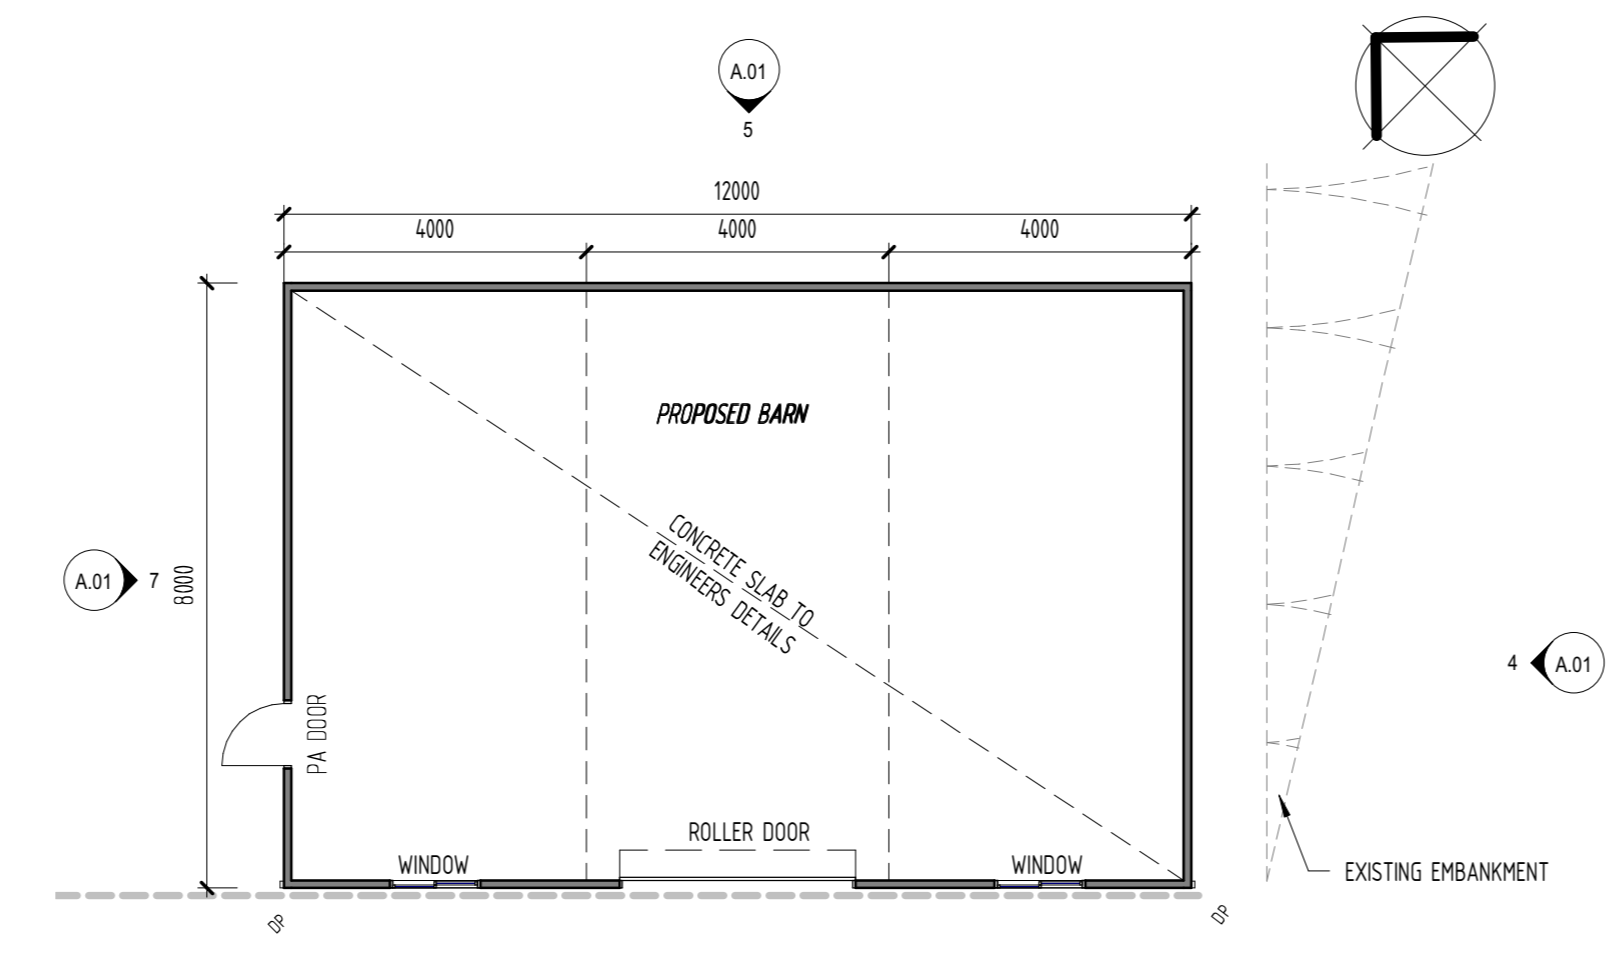 A.01
5
12000
4000 4000 4000
PROPOSED BARN
CONCRETE SLAB TO
ENGINEERS DETAILS
A.01 7
8000
4 A.01
PA DOOR
ROLLER DOOR
WINDOW
WINDOW
EXISTING EMBANKMENT
DP
DP